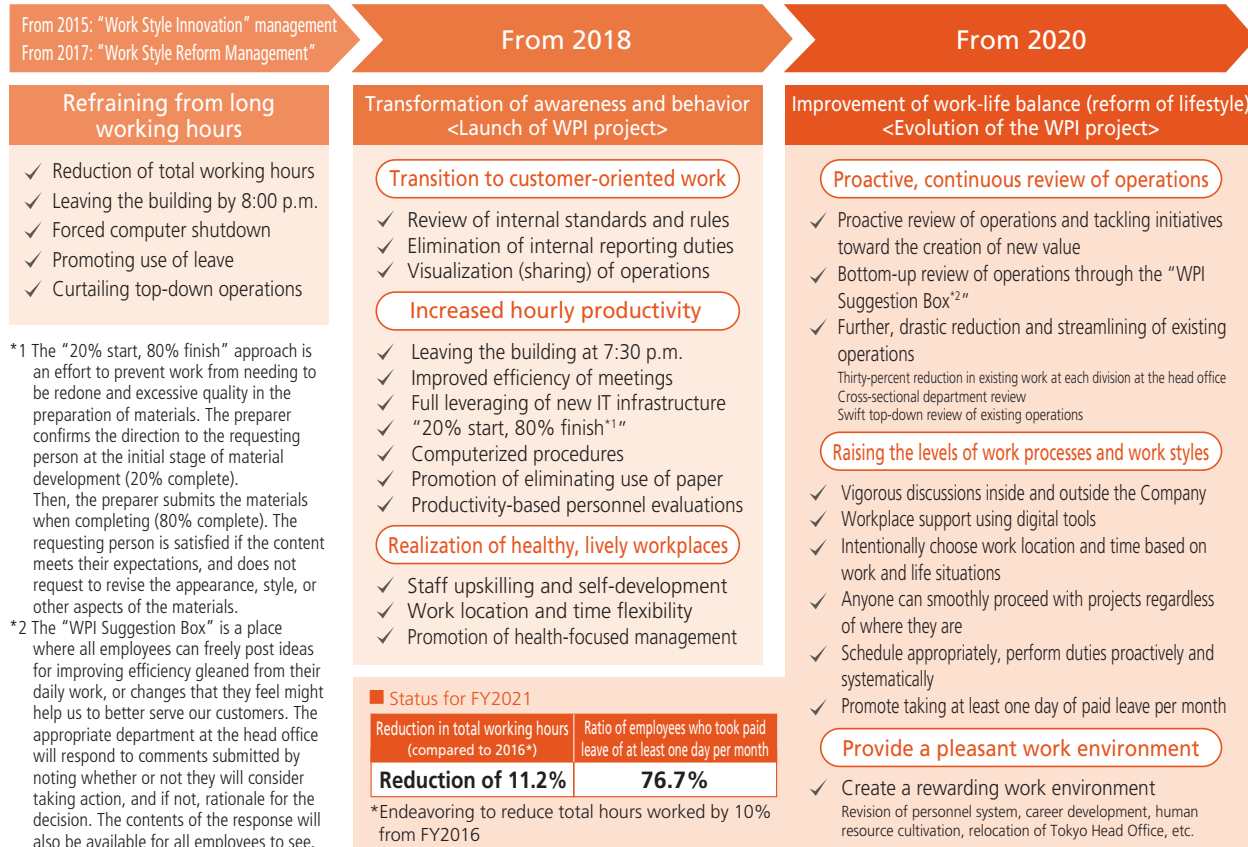 From 2015: “Work Style Innovation” management
From 2017: “Work Style Reform Management”
Refraining from long
working hours
✓ Reduction of total working hours
✓ Leaving the building by 8:00 p.m.
✓ Forced computer shutdown
✓ Promoting use of leave
✓ Curtailing top-down operations
*1 The “20% start, 80% finish” approach is
an effort to prevent work from needing to
be redone and excessive quality in the
preparation of materials. The preparer
confirms the direction to the requesting
person at the initial stage of material
development (20% complete).
Then, the preparer submits the materials
when completing (80% complete). The
requesting person is satisfied if the content
meets their expectations, and does not
request to revise the appearance, style, or
other aspects of the materials.
*2 The “WPI Suggestion Box” is a place
where all employees can freely post ideas
for improving efficiency gleaned from their
daily work, or changes that they feel might
help us to better serve our customers. The
appropriate department at the head office
will respond to comments submitted by
noting whether or not they will consider
taking action, and if not, rationale for the
decision. The contents of the response will
also be available for all employees to see.
From 2018
Transformation of awareness and behavior
<Launch of WPI project>
Transition to customer-oriented work
✓ Review of internal standards and rules
✓ Elimination of internal reporting duties
✓ Visualization (sharing) of operations
Increased hourly productivity
✓ Leaving the building at 7:30 p.m.
✓ Improved efficiency of meetings
✓ Full leveraging of new IT infrastructure
✓ “20% start, 80% finish*1”
✓ Computerized procedures
✓ Promotion of eliminating use of paper
✓ Productivity-based personnel evaluations
Realization of healthy, lively workplaces
✓ Staff upskilling and self-development
✓ Work location and time flexibility
✓ Promotion of health-focused management
■ Status for FY2021
Reduction in total working hours
(compared to 2016*)
Ratio of employees who took paid
leave of at least one day per month
Reduction of 11.2%
76.7%
*Endeavoring to reduce total hours worked by 10%
from FY2016
From 2020
Improvement of work-life balance (reform of lifestyle)
<Evolution of the WPI project>
Proactive, continuous review of operations
✓ Proactive review of operations and tackling initiatives
toward the creation of new value
✓ Bottom-up review of operations through the “WPI
Suggestion Box*2”
✓ Further, drastic reduction and streamlining of existing
operations
Thirty-percent reduction in existing work at each division at the head office
Cross-sectional department review
Swift top-down review of existing operations
Raising the levels of work processes and work styles
✓ Vigorous discussions inside and outside the Company
✓ Workplace support using digital tools
✓ Intentionally choose work location and time based on
work and life situations
✓ Anyone can smoothly proceed with projects regardless
of where they are
✓ Schedule appropriately, perform duties proactively and
systematically
✓ Promote taking at least one day of paid leave per month
Provide a pleasant work environment
✓ Create a rewarding work environment
Revision of personnel system, career development, human
resource cultivation, relocation of Tokyo Head Office, etc.